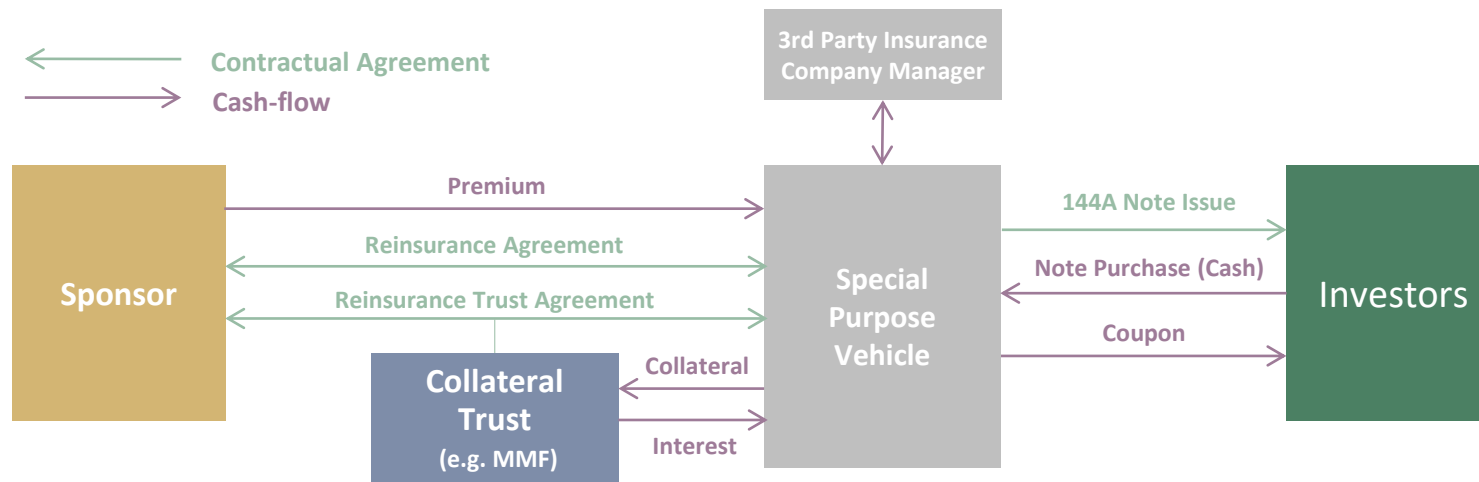 Contractual Agreement
Cash-flow
3rd Party Insurance
Company Manager
Sponsor
Premium
Reinsurance Agreement
Reinsurance Trust Agreement
Collateral
Trust
(e.g. MMF)
Collateral
Interest
Special
Purpose
Vehicle
144A Note Issue
Note Purchase (Cash)
Coupon
Investors